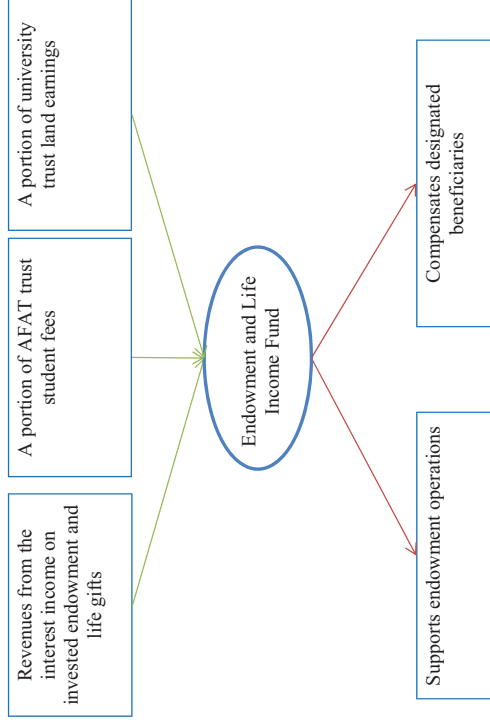 Revenues from the
interest income on
invested endowment and
life gifts
A portion of AFAT trust
student fees
A portion of university
trust land earnings
Endowment and Life
Income Fund
Supports endowment operations
Compensates designated
beneficiaries